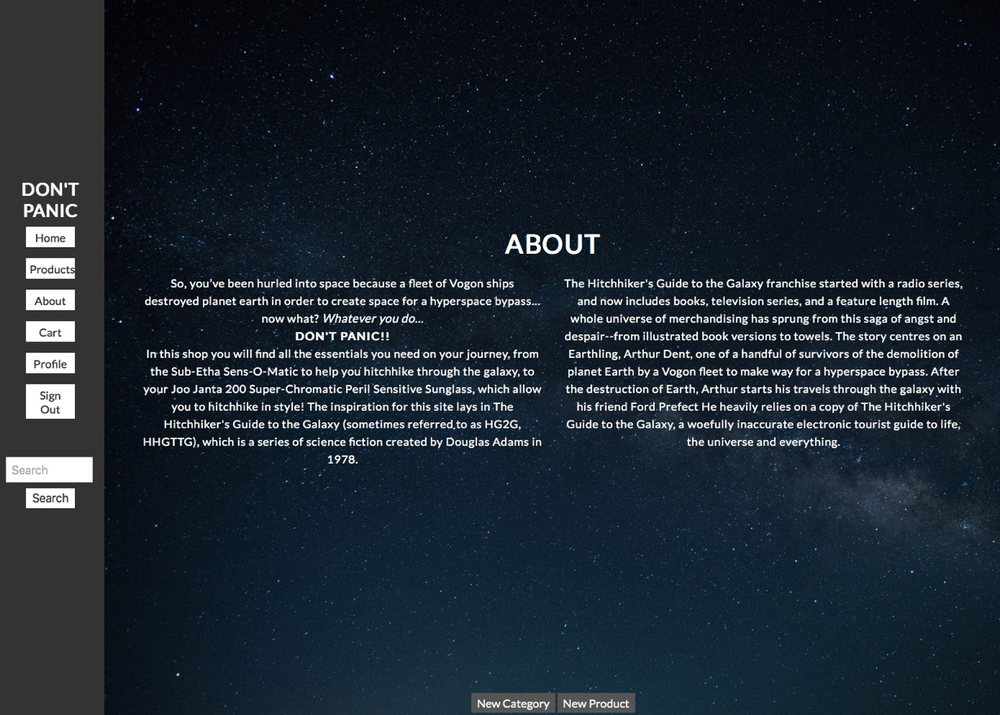 DON'T
PANIC
Home
Products
About
Cart
Profile
Sign
Out
Search
Search
ABOUT
So, you've been hurled into space because a fleet of Vogon ships
destroyed planet earth in order to create space for a hyperspace bypass...
now what? Whatever you do...
DON'T PANIC!!
In this shop you will find all the essentials you need on your journey, from
the Sub-Etha Sens-O-Matic to help you hitchhike through the galaxy, to
your Joo Janta 200 Super-Chromatic Peril Sensitive Sunglass, which allow
you to hitchhike in style! The inspiration for this site lays in The
Hitchhiker's Guide to the Galaxy (sometimes referred to as HG2G,
HHGTTG), which is a series of science fiction created by Douglas Adams in
1978.
The Hitchhiker's Guide to the Galaxy franchise started with a radio series,
and now includes books, television series, and a feature length film. A
whole universe of merchandising has sprung from this saga of angst and
despair--from illustrated book versions to towels. The story centres on an
Earthling, Arthur Dent, one of a handful of survivors of the demolition of
planet Earth by a Vogon fleet to make way for a hyperspace bypass. After
the destruction of Earth, Arthur starts his travels through the galaxy with
his friend Ford Prefect He heavily relies on a copy of The Hitchhiker's
Guide to the Galaxy, a woefully inaccurate electronic tourist guide to life,
the universe and everything.
New Category
New Product